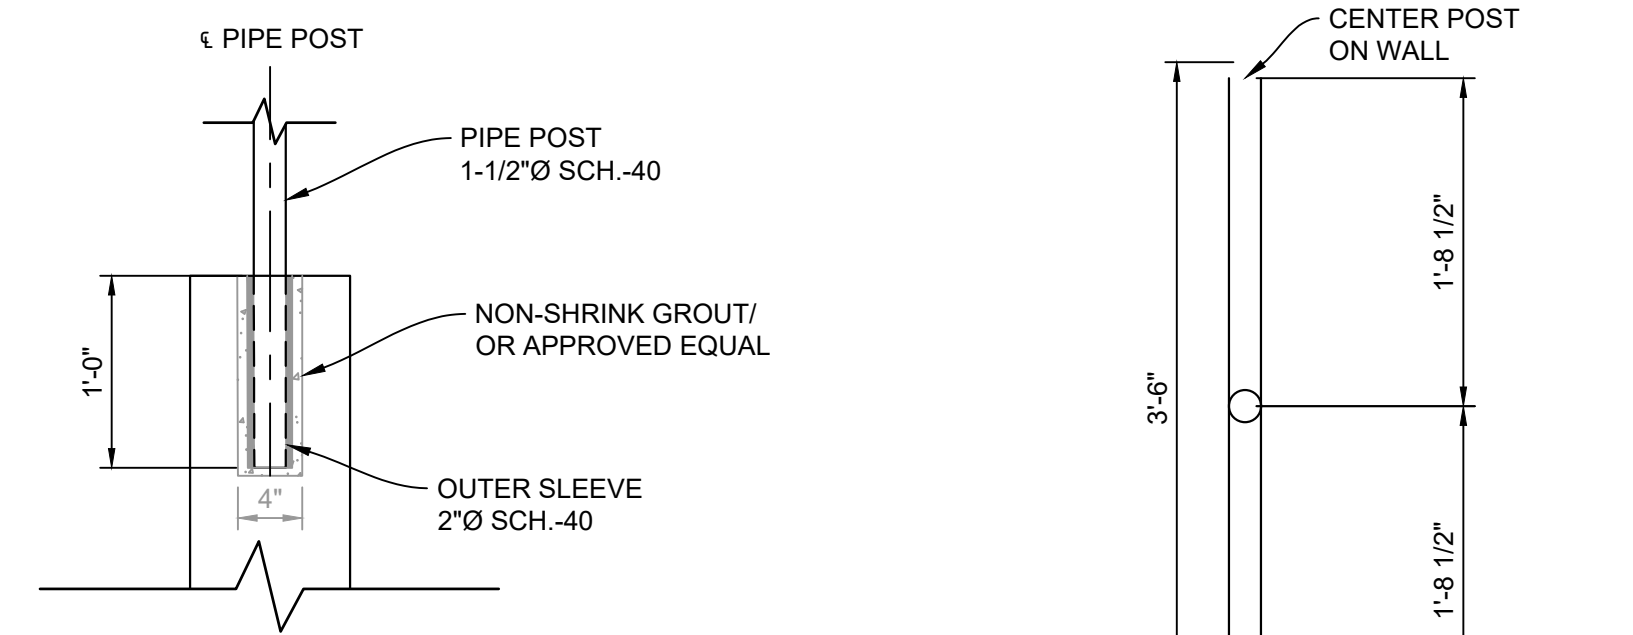 ℄ PIPE POST
PIPE POST
1-1/2"Ø SCH.-40
1'-0"
NON-SHRINK GROUT/
OR APPROVED EQUAL
OUTER SLEEVE
2"Ø SCH.-40
4"
CENTER POST
ON WALL
3'-6"
1'-8 1/2"
1'-8 1/2"